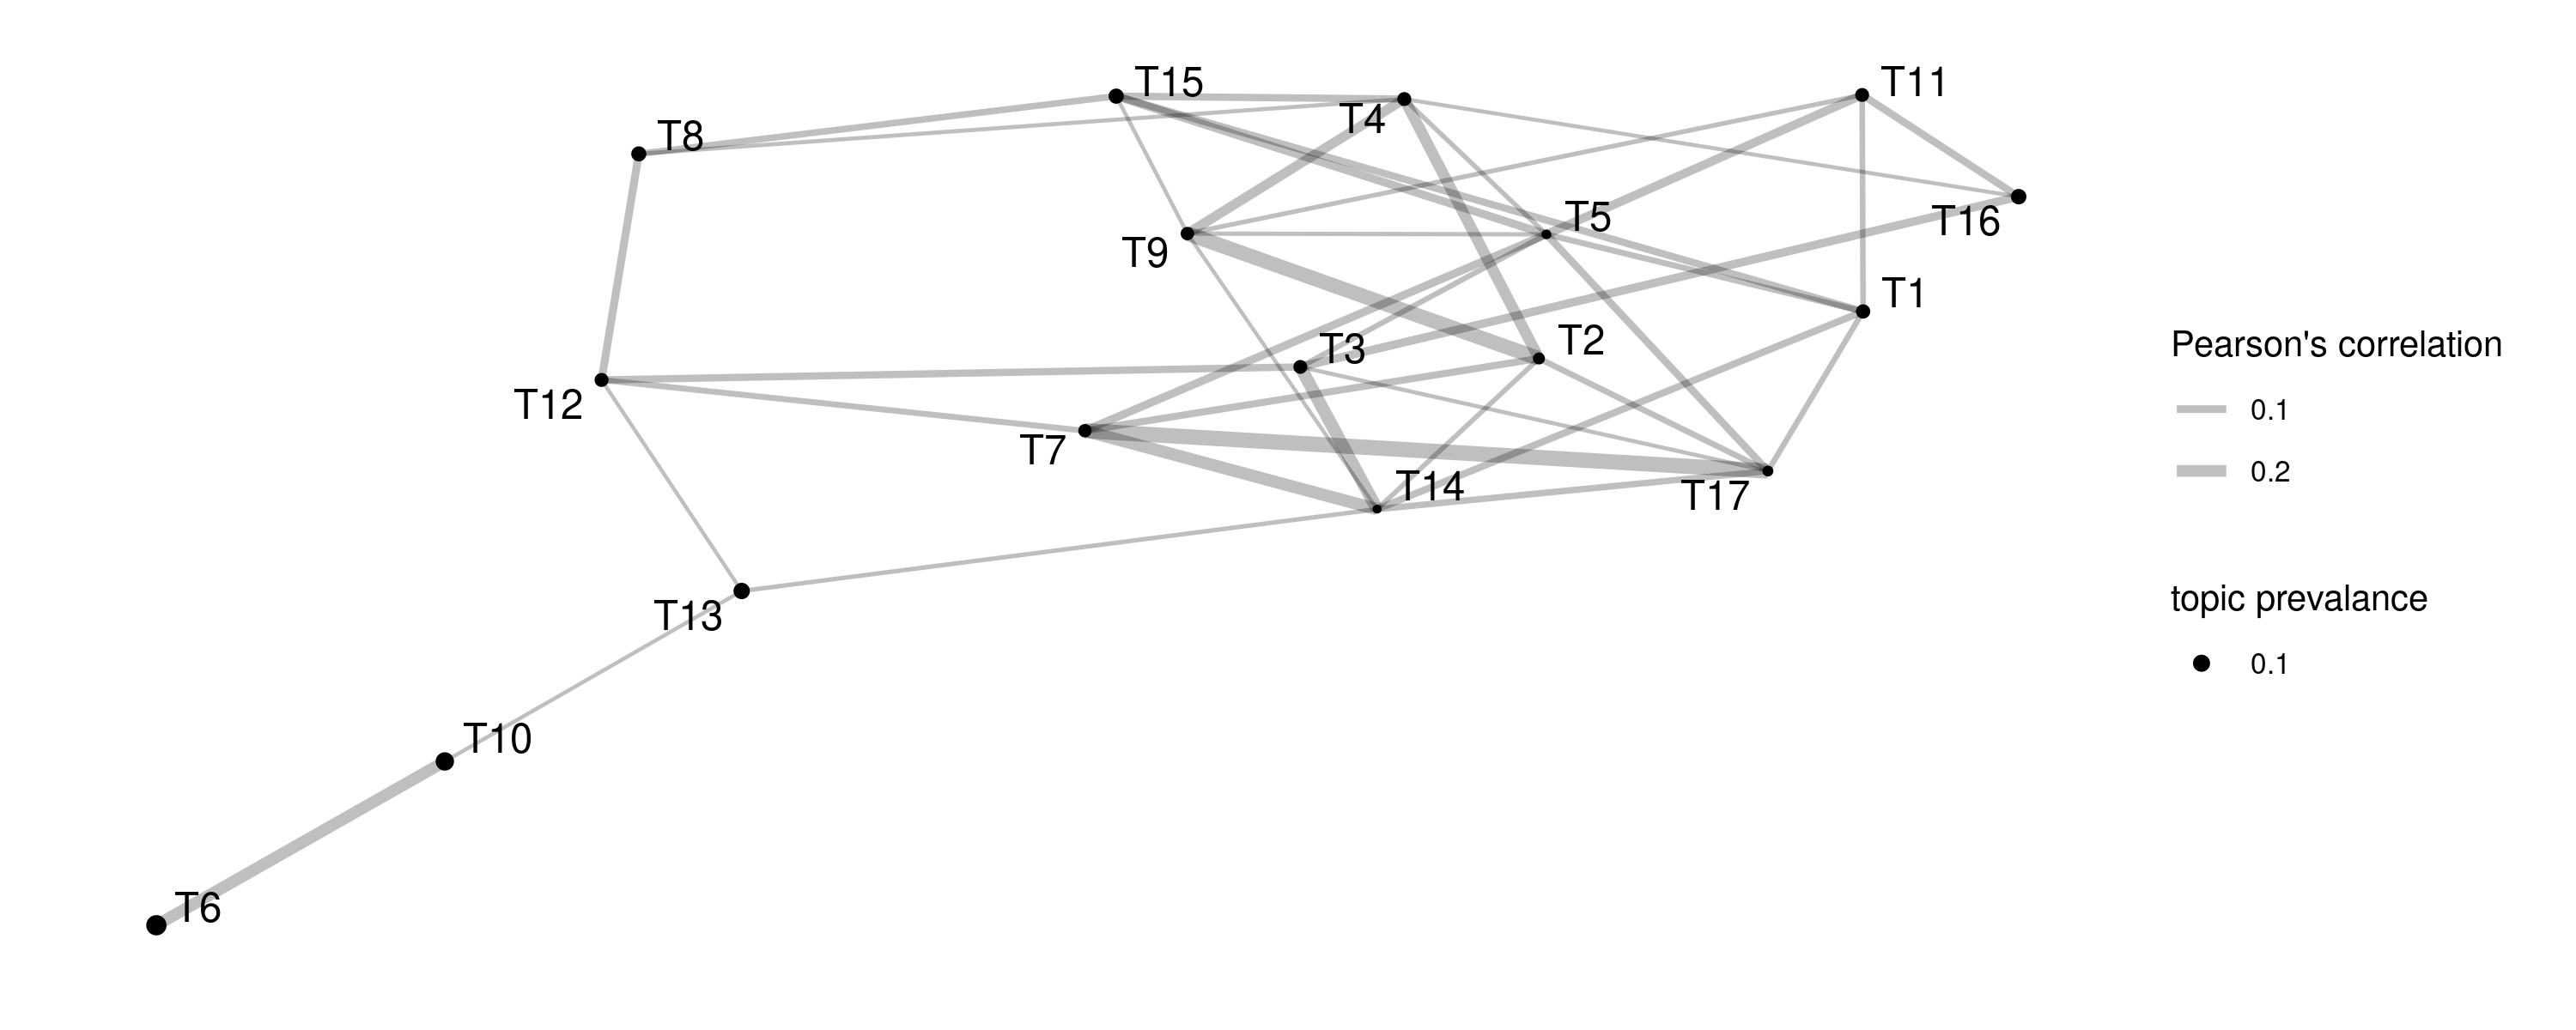 T15
T11
T4
T8
T5
T16
T9
T1
T2
T3
Pearson's correlation
T12
0.1
T7
0.2
T14
T17
topic prevalance
T13
0.1
T10
T6